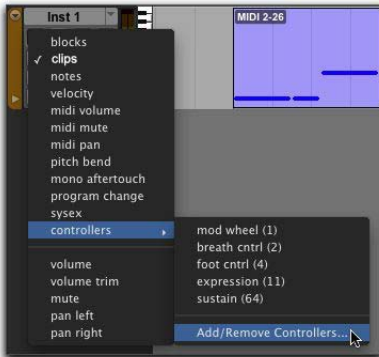 Inst 1
MIDI 2-26
blocks
✓ clips
notes
velocity
midi volume
midi mute
midi pan
pitch bend
mono aftertouch
program change
sysex
controllers
mod wheel (1)
breath cntrl (2)
foot cntrl (4)
expression (11)
sustain (64)
Add/Remove Controllers...
volume
volume trim
mute
pan left
pan right